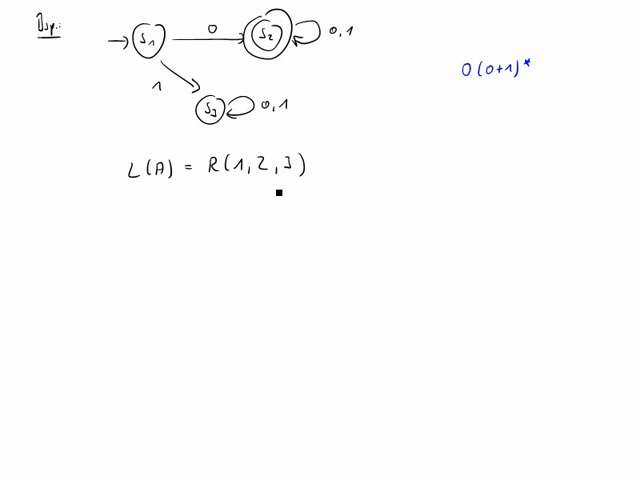 Bsp.:
S1 0 S2 0,1
0(0+1)*
1
S3 0,1
L(A) = R(1,2,3)